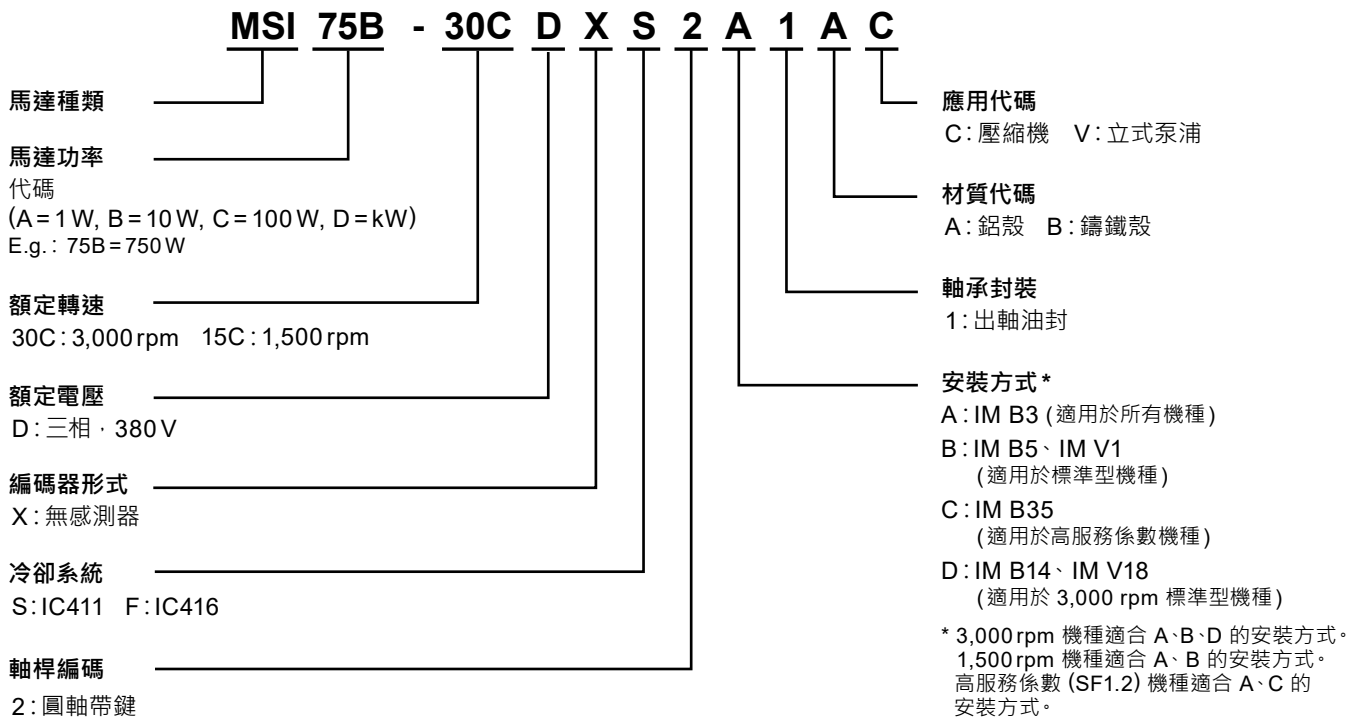 MSI 75B - 30C D X S 2 A 1 A C
馬達種類
馬達功率
代碼
(A=1 W, B=10 W, C=100 W, D=kW)
E.g.: 75B=750 W
額定轉速
30C:3,000 rpm 15C:1,500 rpm
額定電壓
D:三相,380 V
編碼器形式
X:無感測器
冷卻系統
S:IC411 F:IC416
軸桿編碼
2:圓軸帶鍵
應用代碼
C:壓縮機 V:立式泵浦
材質代碼
A:鋁殼 B:鑄鐵殼
軸承封裝
1:出軸油封
安裝方式*
A:IM B3 (適用於所有機種)
B:IM B5、IM V1
(適用於標準型機種)
C:IM B35
(適用於高服務係數機種)
D:IM B14、IM V18
(適用於 3,000 rpm 標準型機種)
* 3,000 rpm 機種適合 A、B、D 的安裝方式。
1,500 rpm 機種適合 A、B 的安裝方式。
高服務係數 (SF1.2) 機種適合 A、C 的
安裝方式。